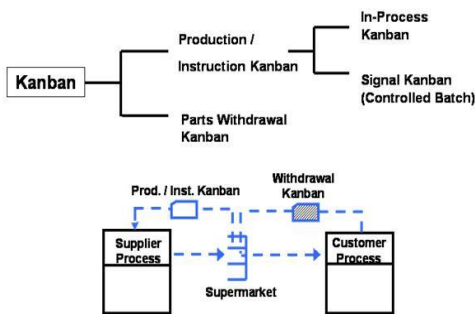 In-Process
Kanban
Production /
Instruction Kanban
Kanban
Signal Kanban
(Controlled Batch)
Parts Withdrawal
Kanban
Withdrawal
Kanban
Prod. / Inst. Kanban
Supplier
Process
Customer
Process
Supermarket